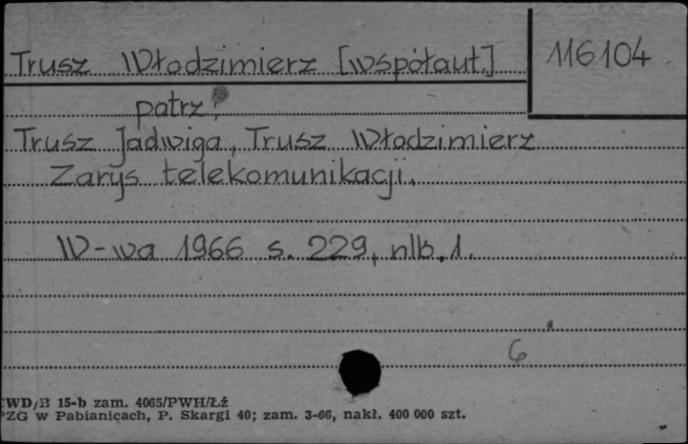 Trusz Włodzimierz [współaut.]
116104
patrz:
Trusz Jadwiga, Trusz Włodzimierz
Zarys telekomunikacji.
W-wa 1966 s. 229, nlb. 1.
6
WD/B 15-b zam. 4065/PWH/Łź
PZG w Pabianicach, P. Skargi 40; zam. 3-66, nakł. 400 000 szt.